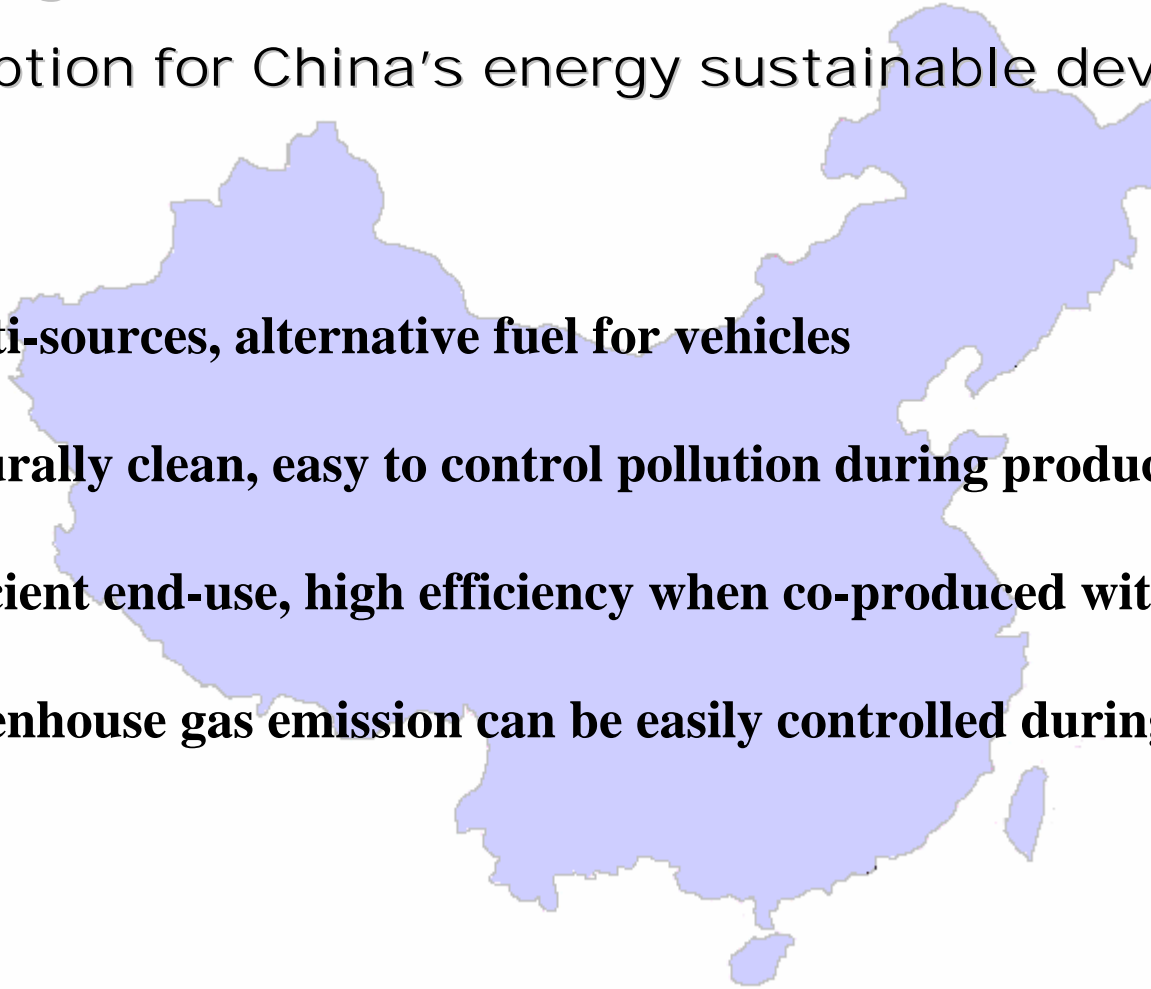 ption for China's energy sustainable dev
ti-sources, alternative fuel for vehicles
urally clean, easy to control pollution during produc
cient end-use, high efficiency when co-produced wit
enhouse gas emission can be easily controlled during